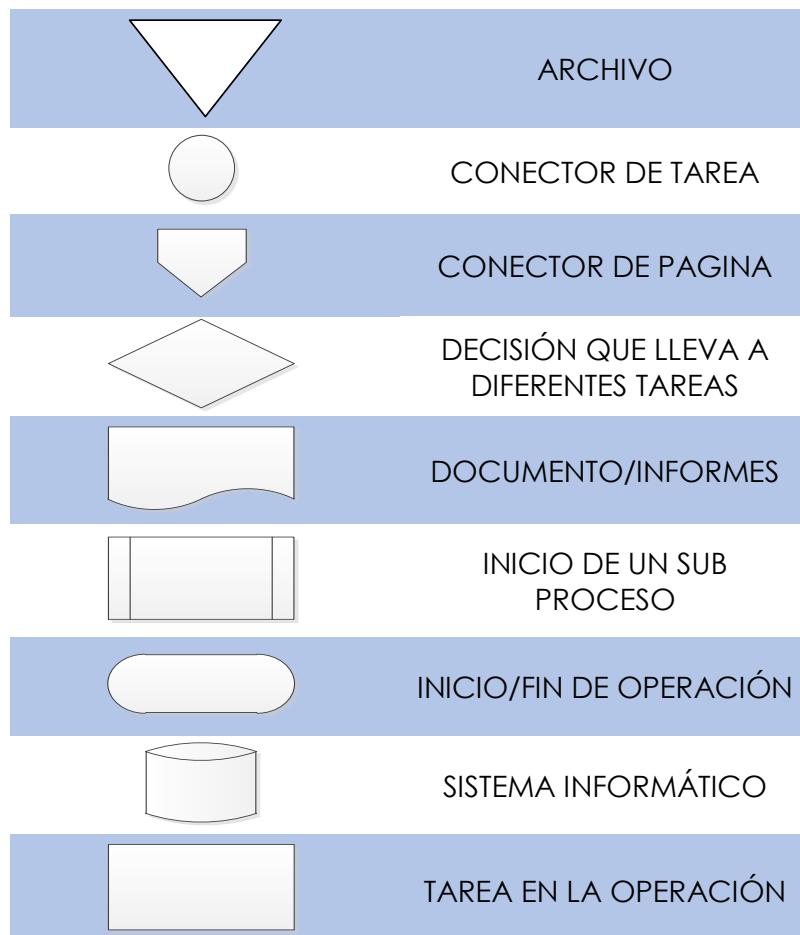 ARCHIVO
CONECTOR DE TAREA
CONECTOR DE PAGINA
DECISIÓN QUE LLEVA A
DIFERENTES TAREAS
DOCUMENTO/INFORMES
INICIO DE UN SUB
PROCESO
INICIO/FIN DE OPERACIÓN
SISTEMA INFORMÁTICO
TAREA EN LA OPERACIÓN